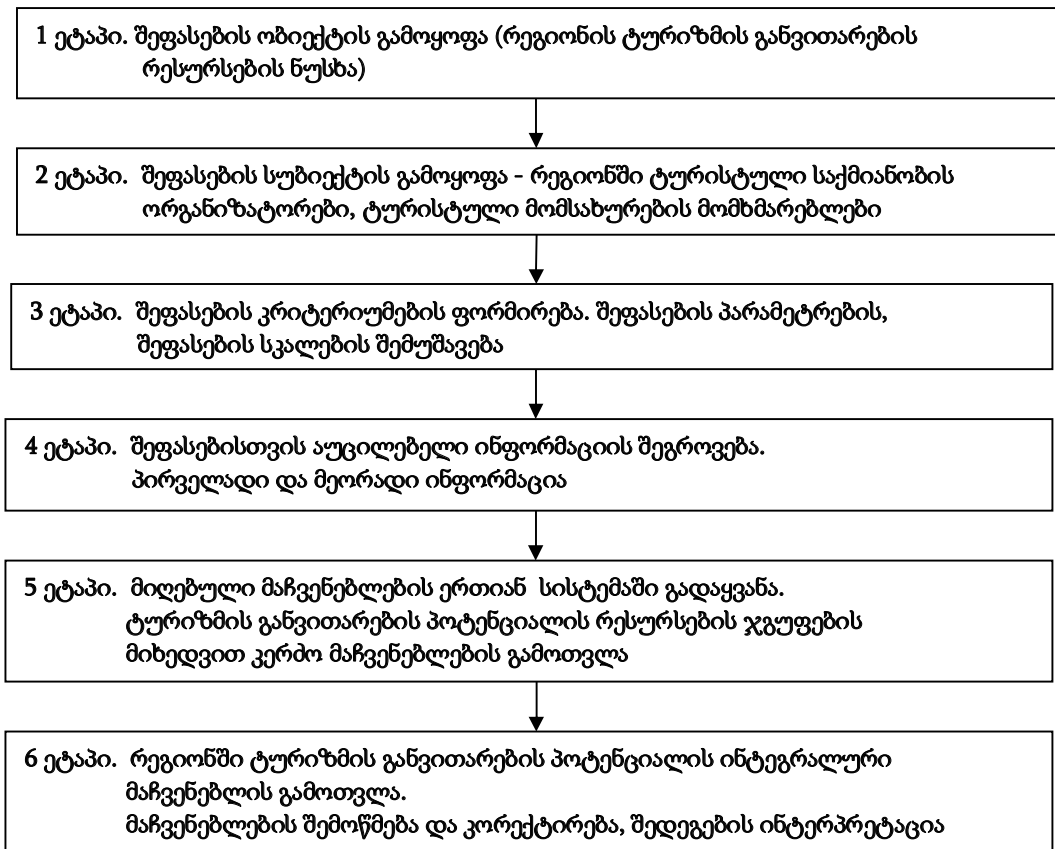 1 ეტაპი. შეფასების ობიექტის გამოყოფა (რეგიონის ტურიზმის განვითარების
რესურსების ნუსხა)
2 ეტაპი. შეფასების სუბიექტის გამოყოფა - რეგიონში ტურისტული საქმიანობის
ორგანიზატორები, ტურისტული მომსახურების მომხმარებლები
3 ეტაპი. შეფასების კრიტერიუმების ფორმირება. შეფასების პარამეტრების,
შეფასების სკალების შემუშავება
4 ეტაპი. შეფასებისთვის აუცილებელი ინფორმაციის შეგროვება.
პირველადი და მეორადი ინფორმაცია
5 ეტაპი. მიღებული მაჩვენებლების ერთიან სისტემაში გადაყვანა.
ტურიზმის განვითარების პოტენციალის რესურსების ჯგუფების
მიხედვით კერძო მაჩვენებლების გამოთვლა
6 ეტაპი. რეგიონში ტურიზმის განვითარების პოტენციალის ინტეგრალური
მაჩვენებლის გამოთვლა.
მაჩვენებლების შემოწმება და კორექტირება, შედეგების ინტერპრეტაცია